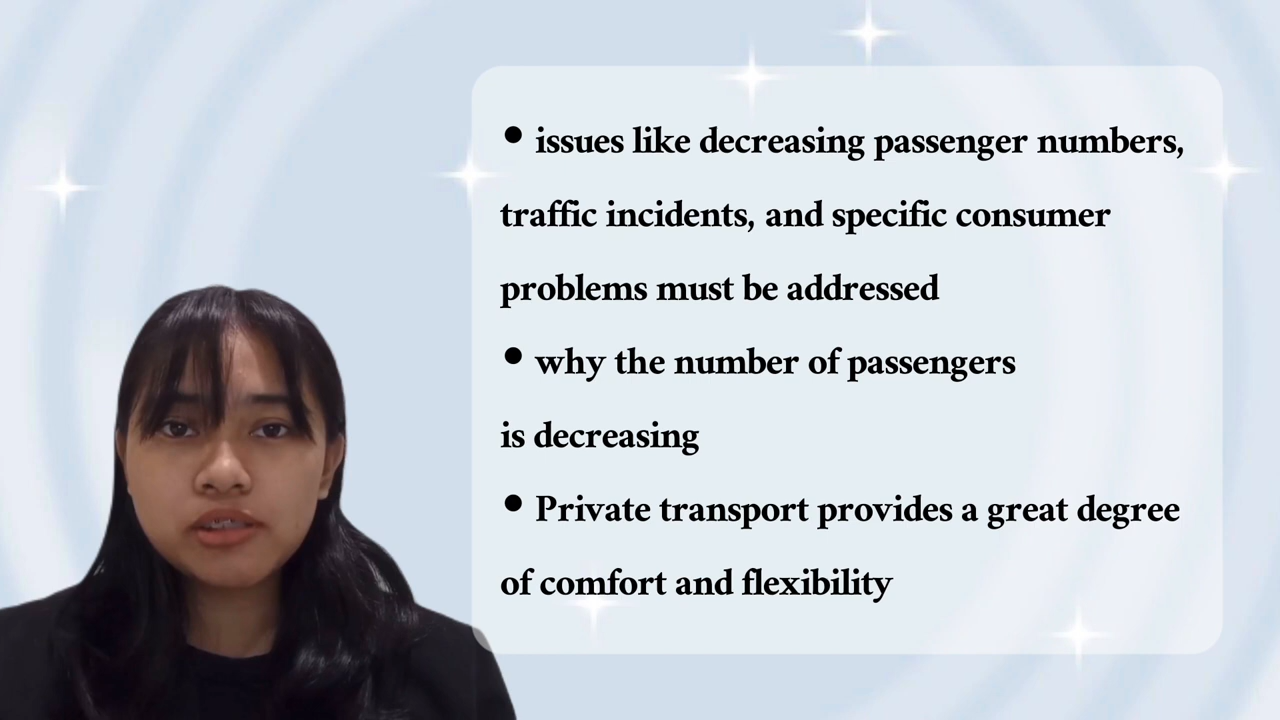 • issues like decreasing passenger numbers,
traffic incidents, and specific consumer
problems must be addressed
• why the number of passengers
is decreasing
• Private transport provides a great degree
of comfort and flexibility